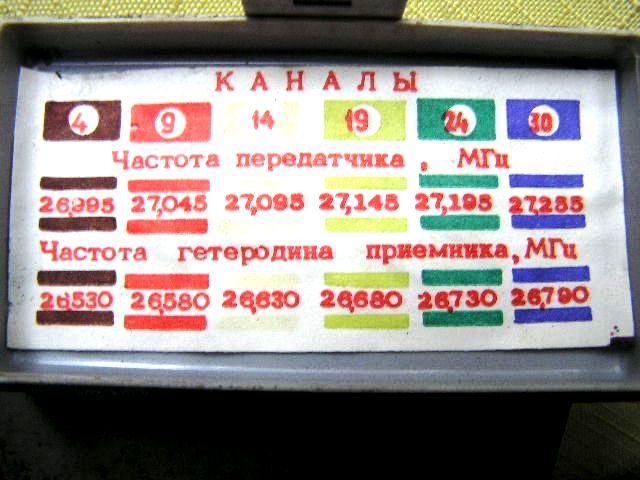 КАНАЛЫ
4 9 14 19 24 30
Частота передатчика, МГц
26,995 27,045 27,095 27,145 27,195 27,255
Частота гетеродина приемника, МГц
26,530 26,580 26,630 26,680 26,730 26,790